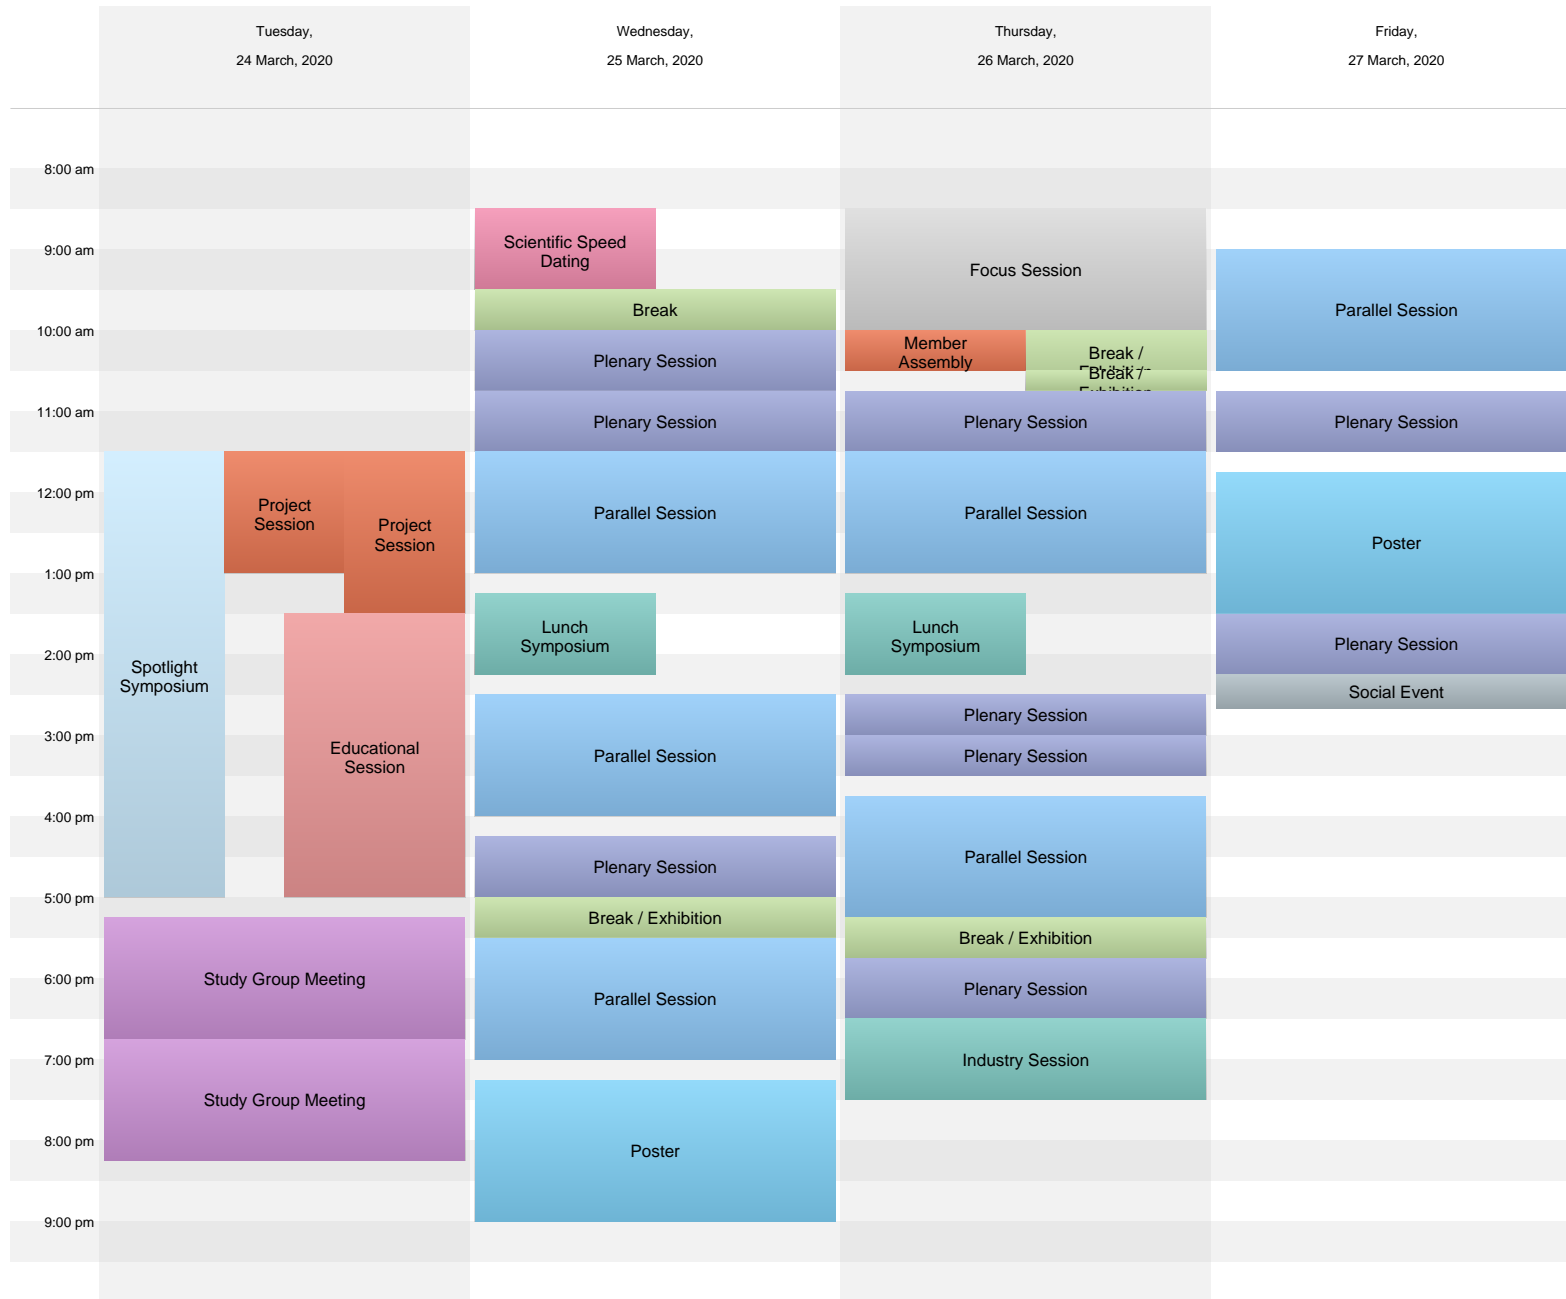 Tuesday,
24 March, 2020
Wednesday,
25 March, 2020
Thursday,
26 March, 2020
Friday,
27 March, 2020
8:00 am
9:00 am
10:00 am
11:00 am
12:00 pm
1:00 pm
2:00 pm
3:00 pm
4:00 pm
5:00 pm
6:00 pm
7:00 pm
8:00 pm
9:00 pm
Spotlight
Symposium
Project
Session
Project
Session
Educational
Session
Study Group Meeting
Study Group Meeting
Scientific Speed
Dating
Break
Plenary Session
Plenary Session
Parallel Session
Lunch
Symposium
Parallel Session
Plenary Session
Break / Exhibition
Parallel Session
Poster
Focus Session
Member
Assembly
Break /
Exhibition
Break /
Exhibition
Plenary Session
Parallel Session
Lunch
Symposium
Plenary Session
Plenary Session
Parallel Session
Break / Exhibition
Plenary Session
Industry Session
Parallel Session
Plenary Session
Poster
Plenary Session
Social Event